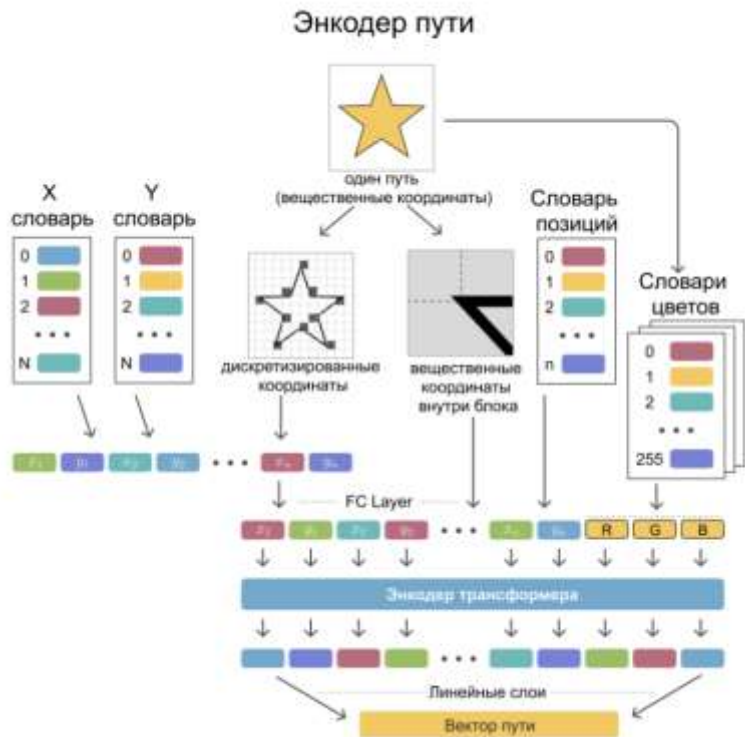 Энкодер пути
один путь
(вещественные координаты)
X
словарь
0
1
2
...
N
Y
словарь
0
1
2
...
N
дискретизированные
координаты
вещественные
координаты
внутри блока
Словарь
позиций
0
1
2
...
n
Словари
цветов
0
1
2
...
255
...
FC Layer
...
R G B
Энкодер трансформера
...
Линейные слои
Вектор пути